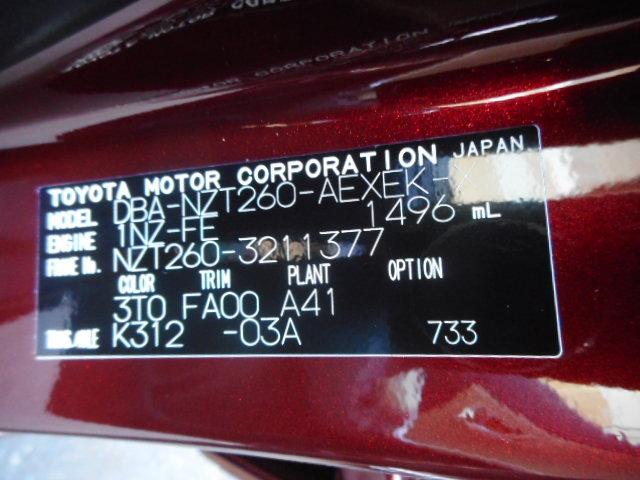 TOYOTA MOTOR CORPORATION JAPAN
MODEL DBA-NZT260-AEXEK-X
ENGINE 1NZ-FE 1496 mL
FRAME No. NZT260-3211377
COLOR TRIM PLANT OPTION
3T0 FA00 A41
TRANS/AXLE K312 -03A 733